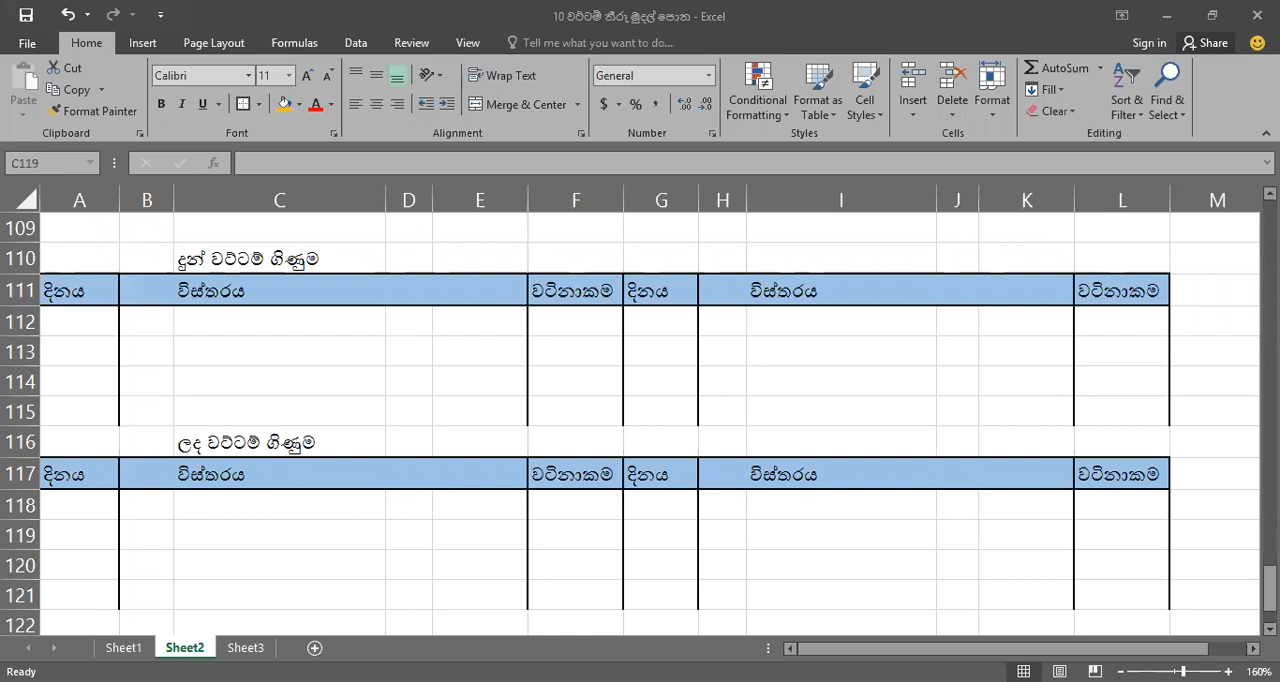 10 වට්ටම් තීරු මුදල් පොත - Excel
File Home Insert Page Layout Formulas Data Review View Tell me what you want to do... Sign in Share
Paste Cut Copy Format Painter Clipboard
Calibri 11 B I U A Font
Wrap Text Merge & Center Alignment
General $ % , Number
Conditional Formatting Format as Table Cell Styles Styles
Insert Delete Format Cells
AutoSum Fill Clear Sort & Filter Find & Select Editing
C119 fx
A B C D E F G H I J K L M
109
110 දුන් වට්ටම් ගිණුම
111 දිනය විස්තරය වටිනාකම දිනය විස්තරය වටිනාකම
112
113
114
115
116 ලද වට්ටම් ගිණුම
117 දිනය විස්තරය වටිනාකම දිනය විස්තරය වටිනාකම
118
119
120
121
122
Sheet1 Sheet2 Sheet3
Ready 160%